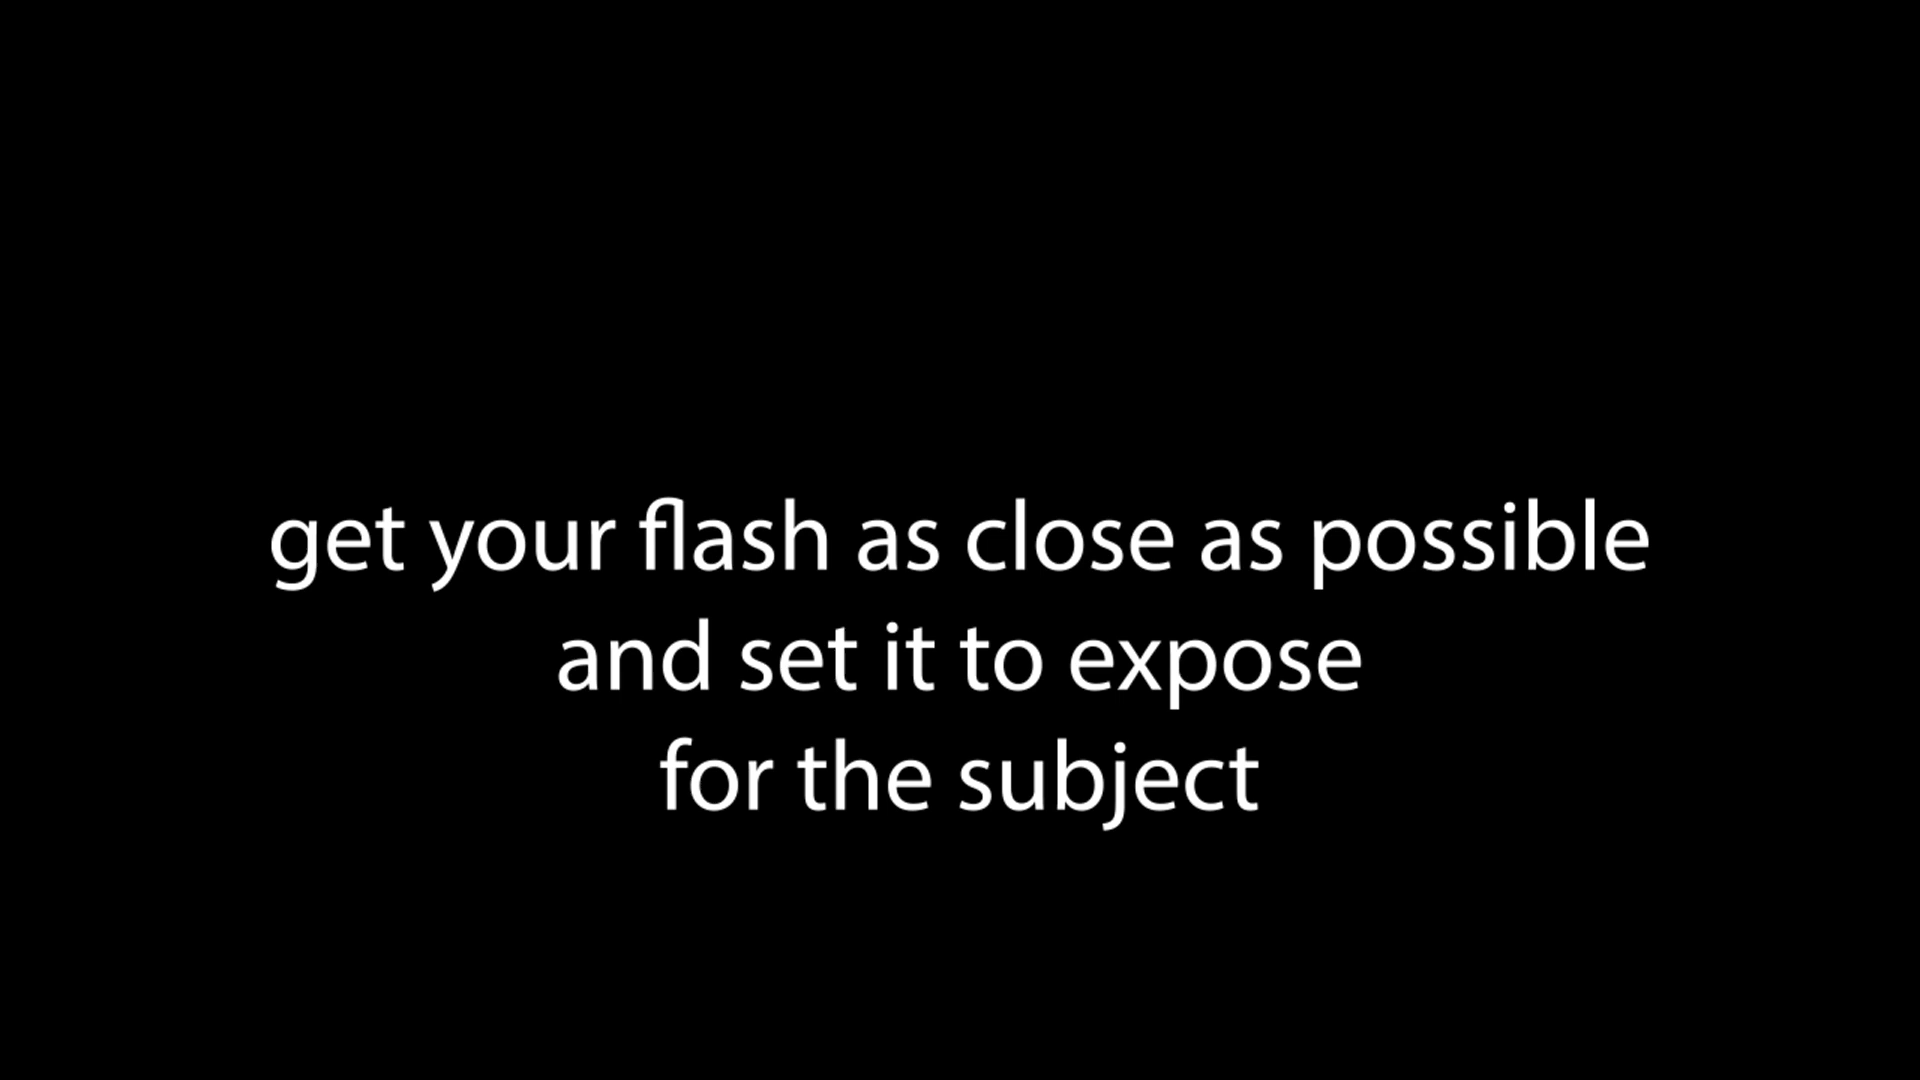 get your flash as close as possible
and set it to expose
for the subject